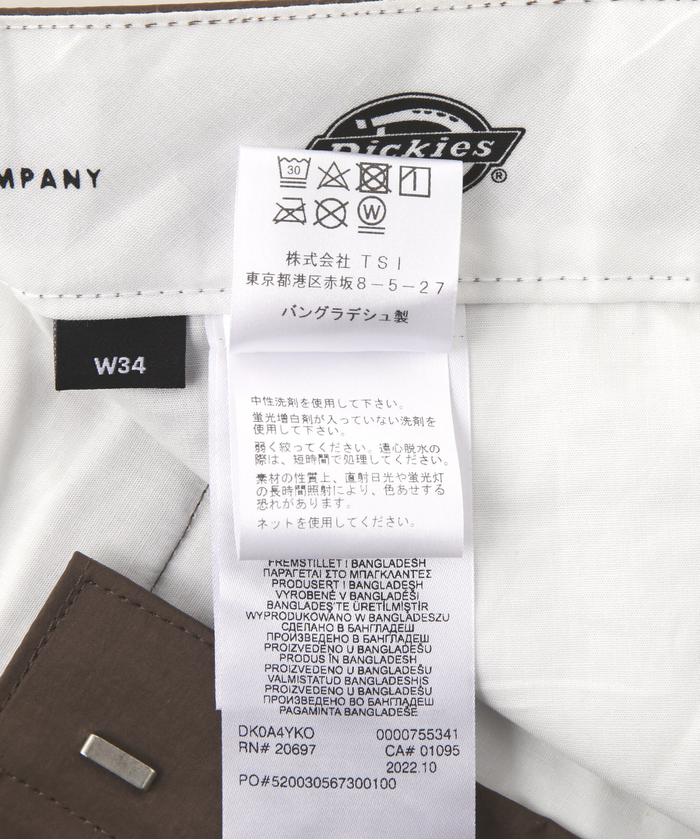 MPANY
Dickies®
30
W
株式会社 TSI
東京都港区赤坂8-5-27
バングラデシュ製
W34
中性洗剤を使用して下さい。
蛍光増白剤が入っていない洗剤を
使用して下さい。
弱く絞ってください。遠心脱水の
際は、短時間で処理してください。
素材の性質上、直射日光や蛍光灯
の長時間照射により、色あせする
恐れがあります。
ネットを使用してください。
FREMSTILLET I BANGLADESH
ΠΑΡΑΓΕΤΑΙ ΣΤΟ ΜΠΑΓΚΛΑΝΤΕΣ
PRODUSERT I BANGLADESH
VYROBENÉ V BANGLADÉŠI
BANGLADEŞ'TE ÜRETİLMİŞTİR
WYPRODUKOWANO W BANGLADESZU
СДЕЛАНО В БАНГЛАДЕШ
ПРОИЗВЕДЕНО В БАНГЛАДЕШ
PROIZVEDENO U BANGLADEŠU
PRODUS ÎN BANGLADESH
PROIZVEDENO U BANGLADEŠU
VALMISTATUD BANGLADESHIS
PROIZVEDENO U BANGLADEŠU
ПРОИЗВЕДЕНО ВО БАНГЛАДЕШ
PAGAMINTA BANGLADEŠE
DK0A4YKO 0000755341
RN# 20697 CA# 01095
2022.10
PO#520030567300100